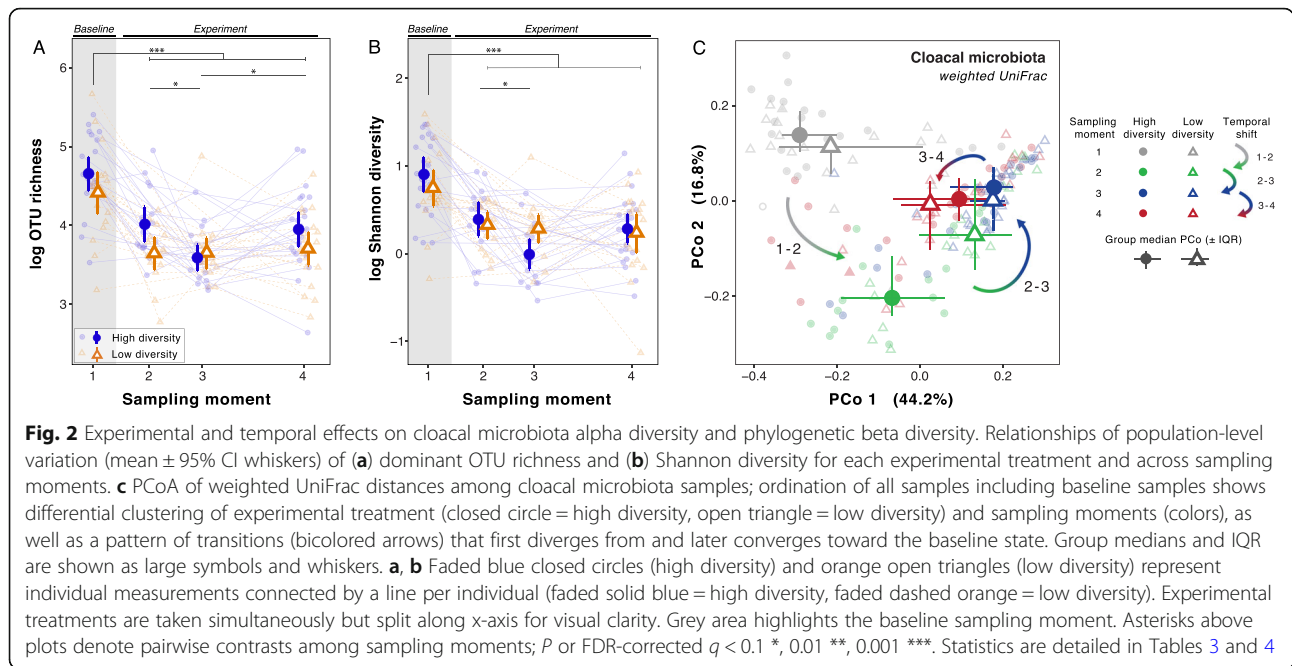 Baseline Experiment
A
***
*
*
6
5
4
3
log OTU richness
High diversity
Low diversity
1 2 3 4
Sampling moment
Baseline Experiment
B
***
*
2
1
0
−1
log Shannon diversity
1 2 3 4
Sampling moment
C
Cloacal microbiota
weighted UniFrac
0.2
0.0
−0.2
PCo 2 (16.8%)
3-4
1-2
2-3
−0.4 −0.2 0.0 0.2
PCo 1 (44.2%)
Sampling moment High diversity Low diversity Temporal shift
1
2
3
4
1-2
2-3
3-4
Group median PCo (± IQR)
Fig. 2 Experimental and temporal effects on cloacal microbiota alpha diversity and phylogenetic beta diversity. Relationships of population-level
variation (mean ± 95% CI whiskers) of (a) dominant OTU richness and (b) Shannon diversity for each experimental treatment and across sampling
moments. c PCoA of weighted UniFrac distances among cloacal microbiota samples; ordination of all samples including baseline samples shows
differential clustering of experimental treatment (closed circle = high diversity, open triangle = low diversity) and sampling moments (colors), as
well as a pattern of transitions (bicolored arrows) that first diverges from and later converges toward the baseline state. Group medians and IQR
are shown as large symbols and whiskers. a, b Faded blue closed circles (high diversity) and orange open triangles (low diversity) represent
individual measurements connected by a line per individual (faded solid blue = high diversity, faded dashed orange = low diversity). Experimental
treatments are taken simultaneously but split along x-axis for visual clarity. Grey area highlights the baseline sampling moment. Asterisks above
plots denote pairwise contrasts among sampling moments; P or FDR-corrected q < 0.1 *, 0.01 **, 0.001 ***. Statistics are detailed in Tables 3 and 4